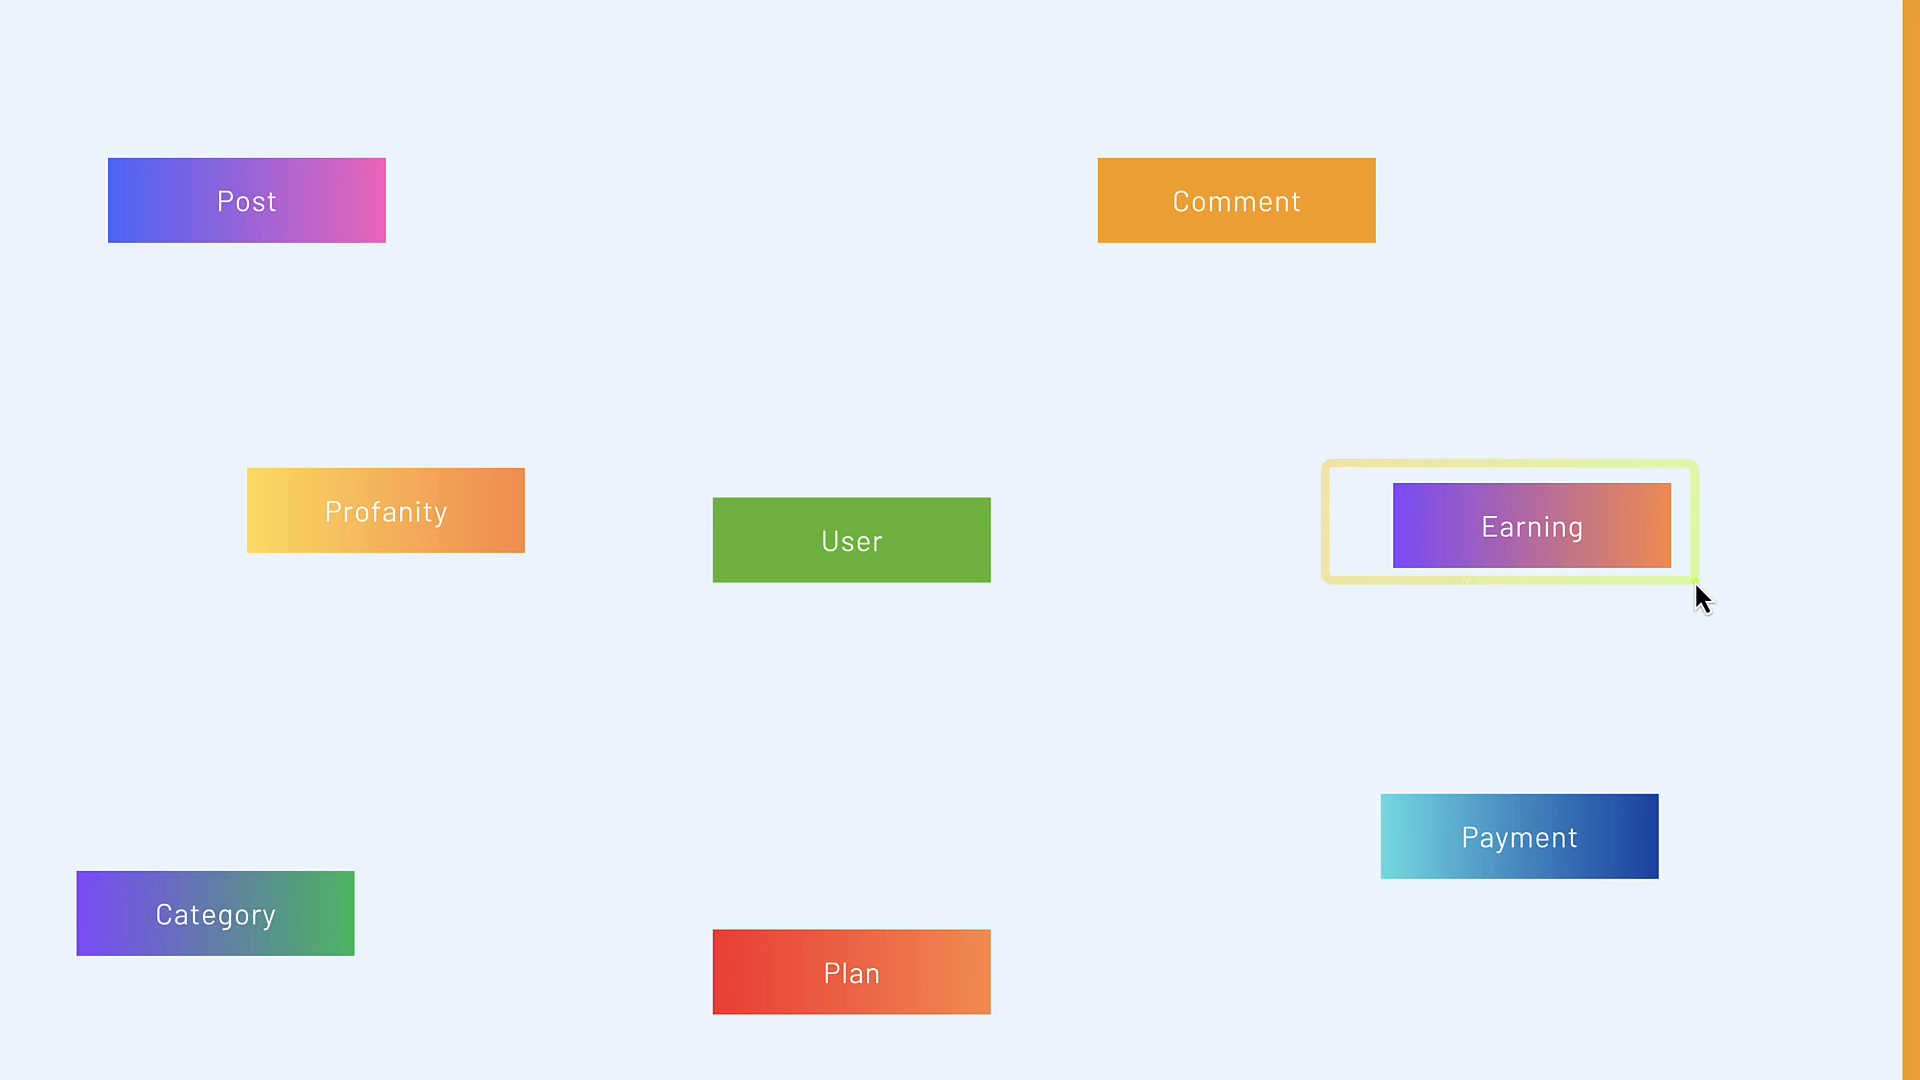 Post
Comment
Profanity
User
Earning
Payment
Category
Plan